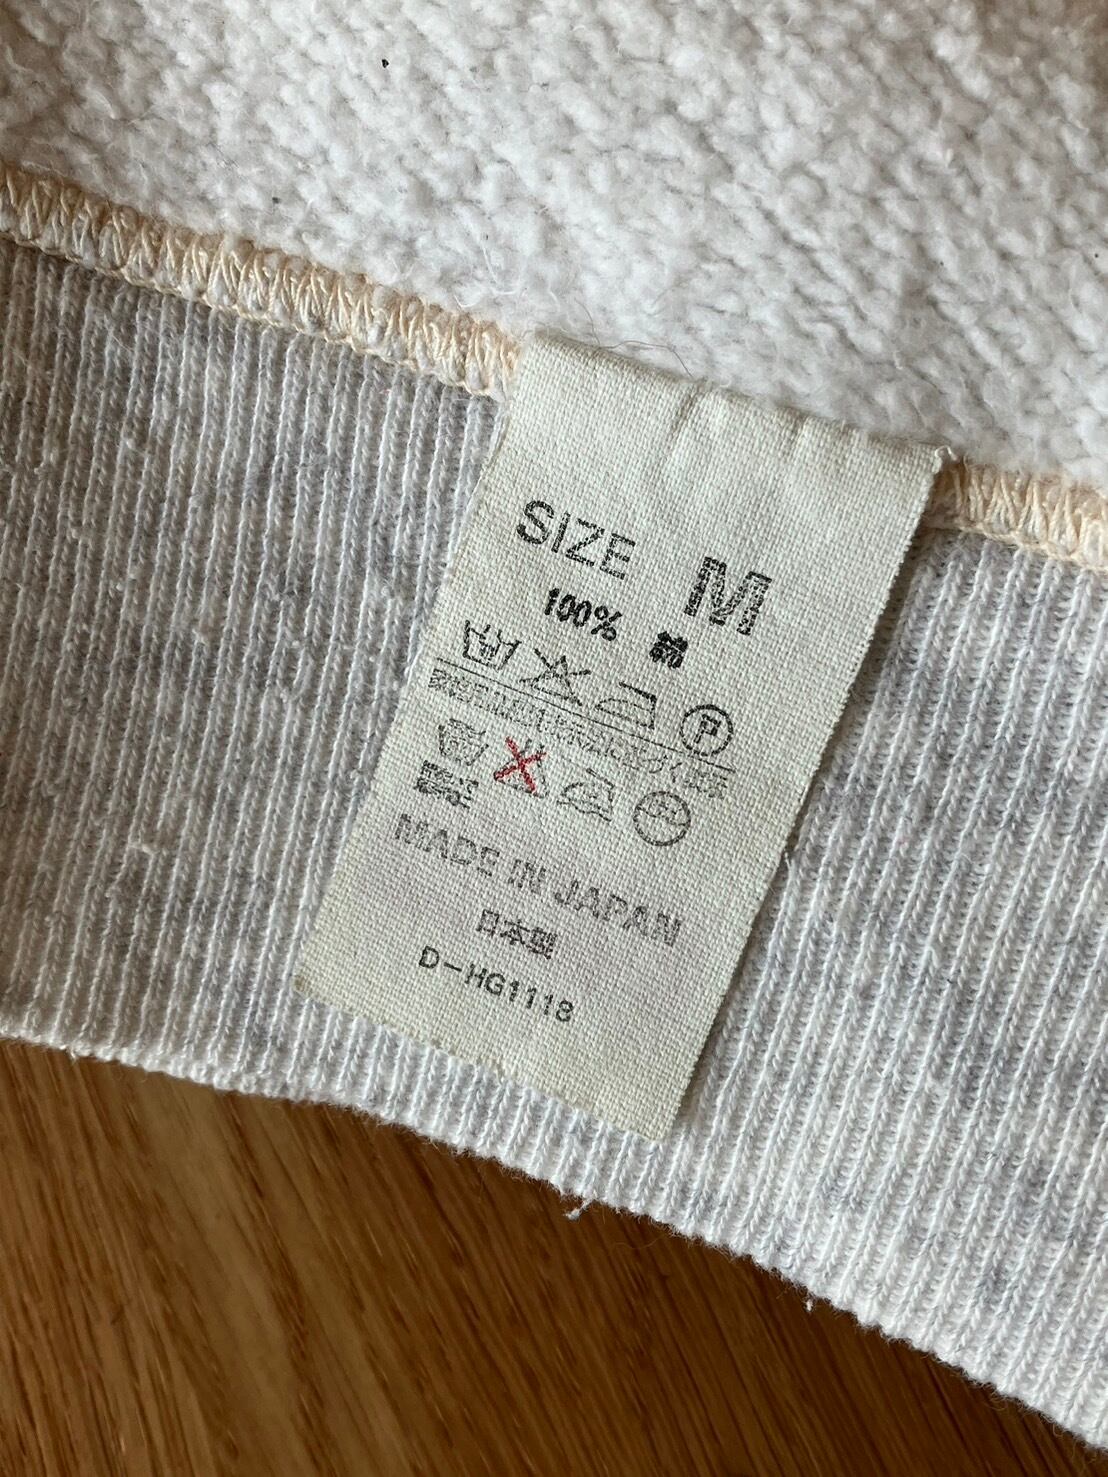 SIZE M
100% 綿
P
MADE IN JAPAN
日本製
D-HG1118